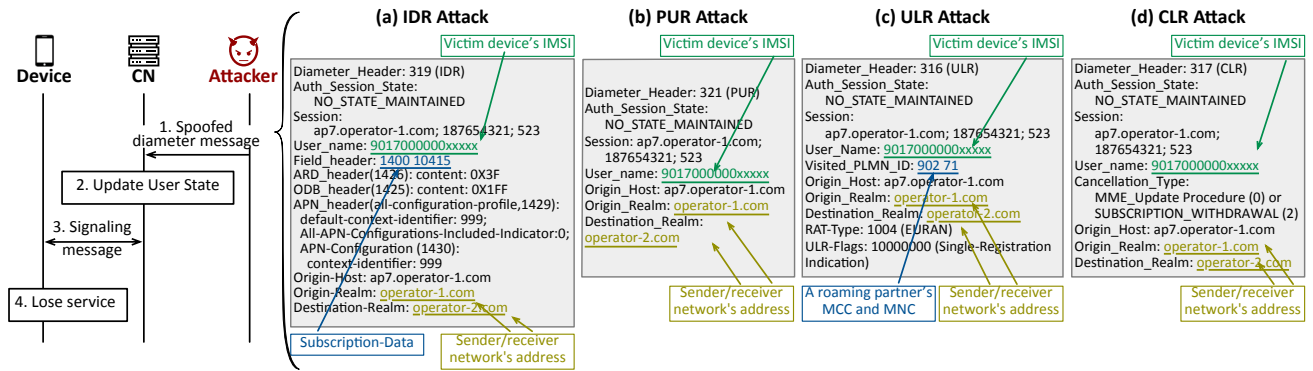 Device
CN
Attacker
1. Spoofed
diameter message
2. Update User State
3. Signaling
message
4. Lose service
(a) IDR Attack
Victim device's IMSI
Diameter_Header: 319 (IDR)
Auth_Session_State:
NO_STATE_MAINTAINED
Session:
ap7.operator-1.com; 187654321; 523
User_name: 9017000000xxxxx
Field_header: 1400 10415
ARD_header(1426): content: 0X3F
ODB_header(1425): content: 0X1FF
APN_header(all-configuration-profile,1429):
default-context-identifier: 999;
All-APN-Configurations-Included-Indicator:0;
APN-Configuration (1430):
context-identifier: 999
Origin-Host: ap7.operator-1.com
Origin-Realm: operator-1.com
Destination-Realm: operator-2.com
Subscription-Data
Sender/receiver
network's address
(b) PUR Attack
Victim device's IMSI
Diameter_Header: 321 (PUR)
Auth_Session_State:
NO_STATE_MAINTAINED
Session: ap7.operator-1.com;
187654321; 523
User_name: 9017000000xxxxx
Origin_Host: ap7.operator-1.com
Origin_Realm: operator-1.com
Destination_Realm:
operator-2.com
Sender/receiver
network's address
(c) ULR Attack
Victim device's IMSI
Diameter_Header: 316 (ULR)
Auth_Session_State:
NO_STATE_MAINTAINED
Session:
ap7.operator-1.com; 187654321; 523
User_Name: 9017000000xxxxx
Visited_PLMN_ID: 902 71
Origin_Host: ap7.operator-1.com
Origin_Realm: operator-1.com
Destination_Realm: operator-2.com
RAT-Type: 1004 (EURAN)
ULR-Flags: 10000000 (Single-Registration
Indication)
A roaming partner's
MCC and MNC
Sender/receiver
network's address
(d) CLR Attack
Victim device's IMSI
Diameter_Header: 317 (CLR)
Auth_Session_State:
NO_STATE_MAINTAINED
Session:
ap7.operator-1.com; 187654321;
523
User_name: 9017000000xxxxx
Cancellation_Type:
MME_Update Procedure (0) or
SUBSCRIPTION_WITHDRAWAL (2)
Origin_Host: ap7.operator-1.com
Origin_Realm: operator-1.com
Destination_Realm: operator-2.com
Sender/receiver
network's address